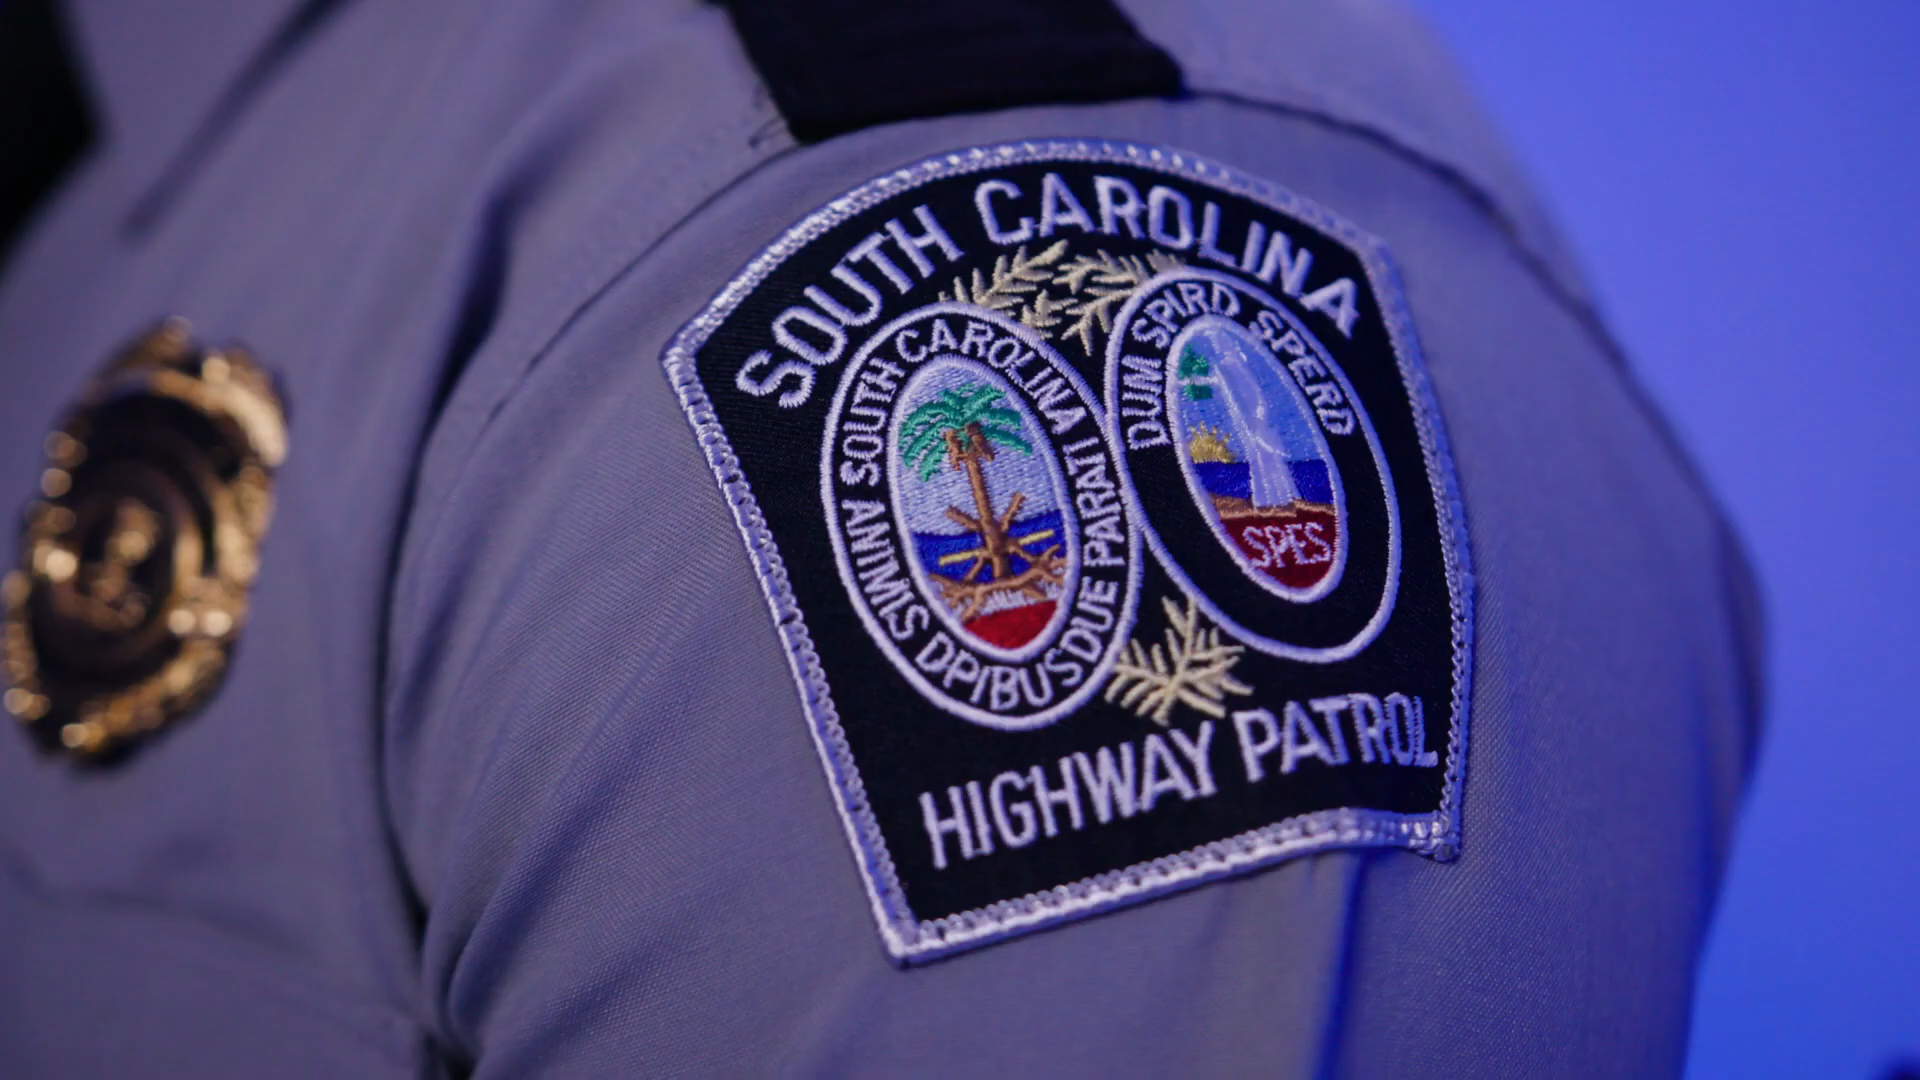 SOUTH CAROLINA
SOUTH CAROLINA
ANIMIS OPIBUSQUE PARATI
DUM SPIRO SPERO
SPES
HIGHWAY PATROL